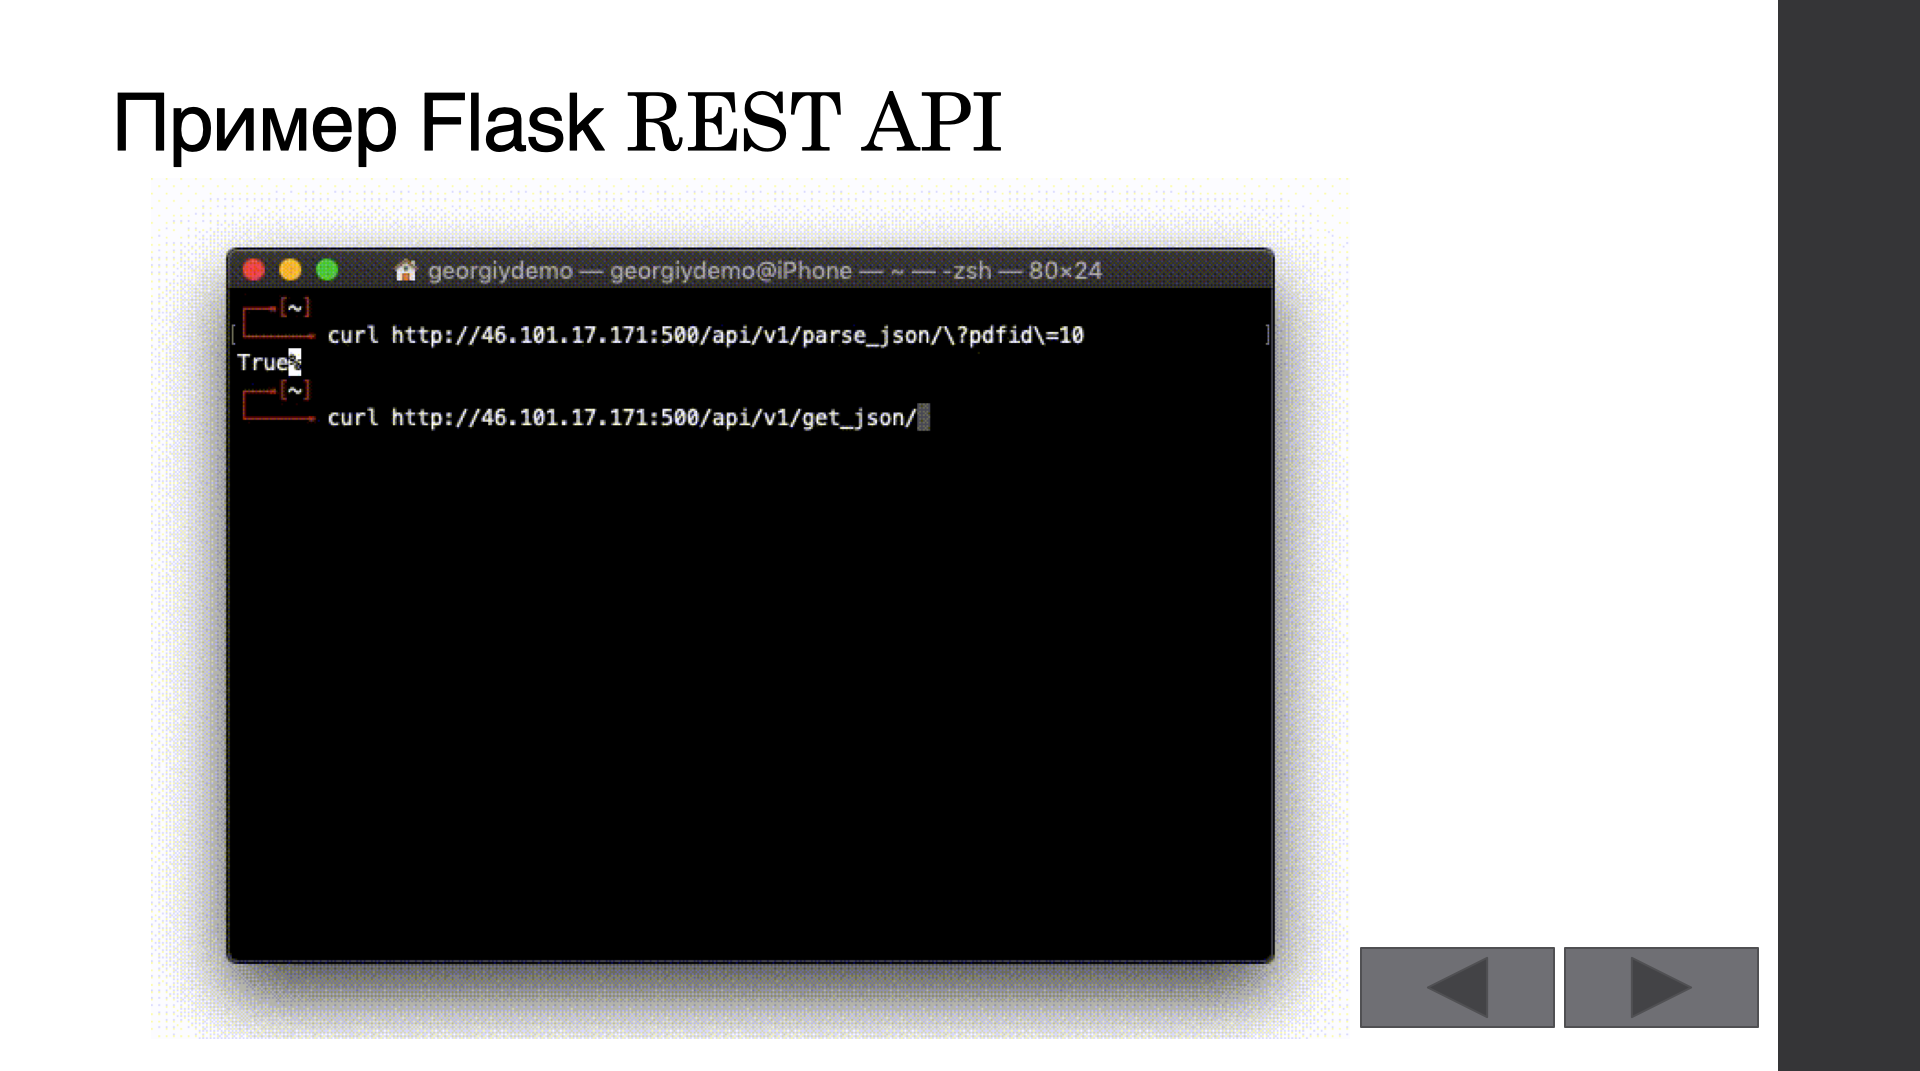 Пример Flask REST API
georgiydemo — georgiydemo@iPhone — ~ — -zsh — 80×24
[~]
[ curl http://46.101.17.171:500/api/v1/parse_json/\?pdfid\=10 ]
True%
[~]
curl http://46.101.17.171:500/api/v1/get_json/